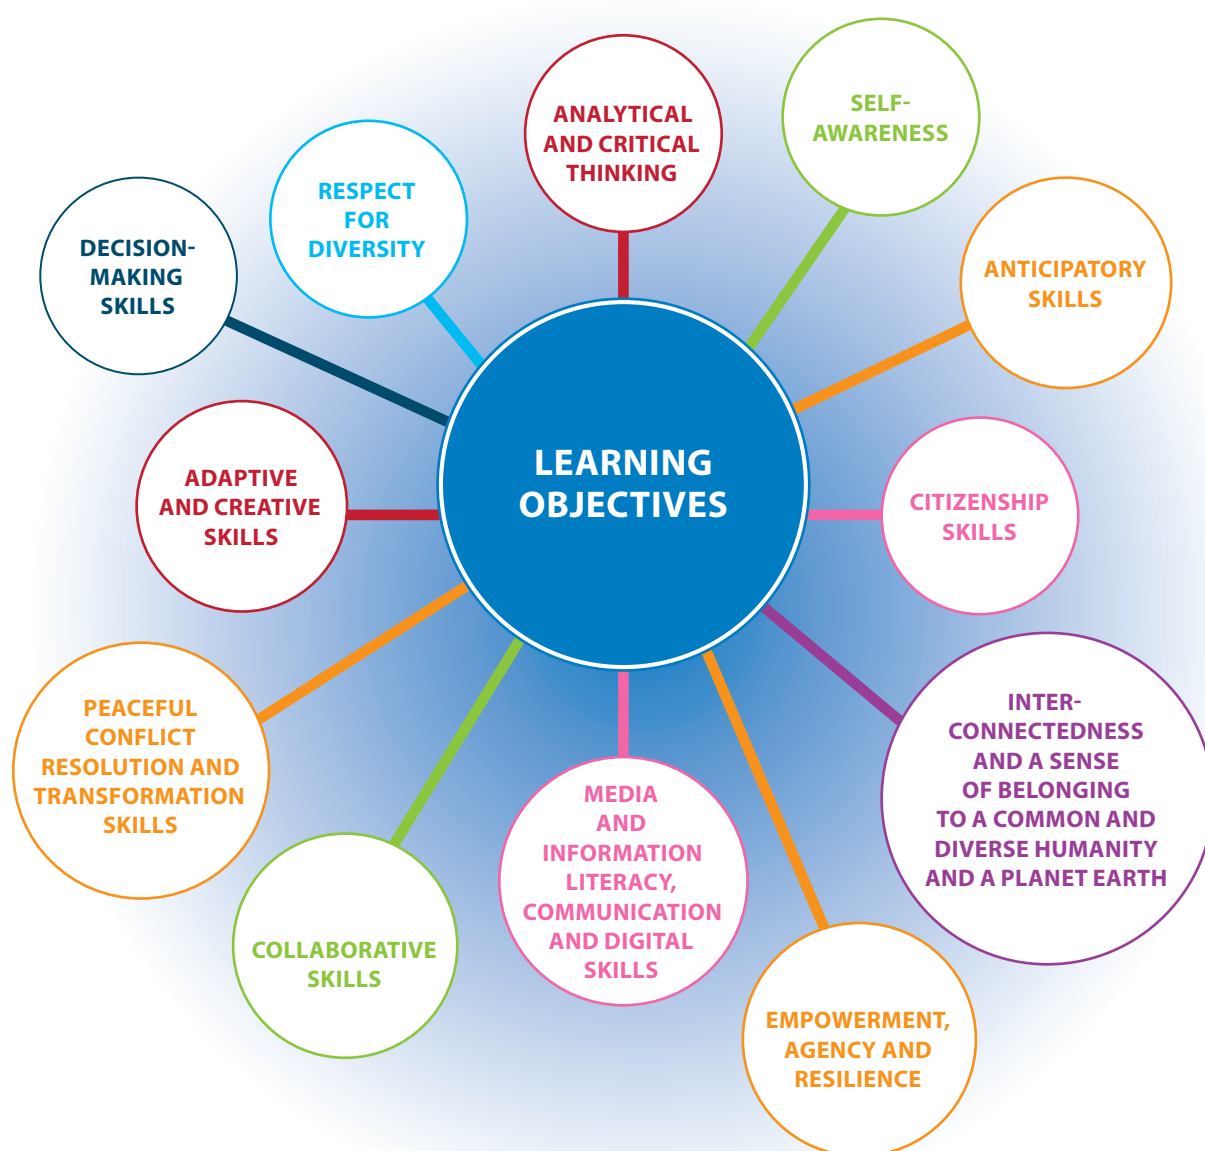 LEARNING
OBJECTIVES
ANALYTICAL
AND CRITICAL
THINKING
SELF-
AWARENESS
ANTICIPATORY
SKILLS
CITIZENSHIP
SKILLS
INTER-
CONNECTEDNESS
AND A SENSE
OF BELONGING
TO A COMMON AND
DIVERSE HUMANITY
AND A PLANET EARTH
EMPOWERMENT,
AGENCY AND
RESILIENCE
MEDIA
AND
INFORMATION
LITERACY,
COMMUNICATION
AND DIGITAL
SKILLS
COLLABORATIVE
SKILLS
PEACEFUL
CONFLICT
RESOLUTION AND
TRANSFORMATION
SKILLS
ADAPTIVE
AND CREATIVE
SKILLS
DECISION-
MAKING
SKILLS
RESPECT
FOR
DIVERSITY